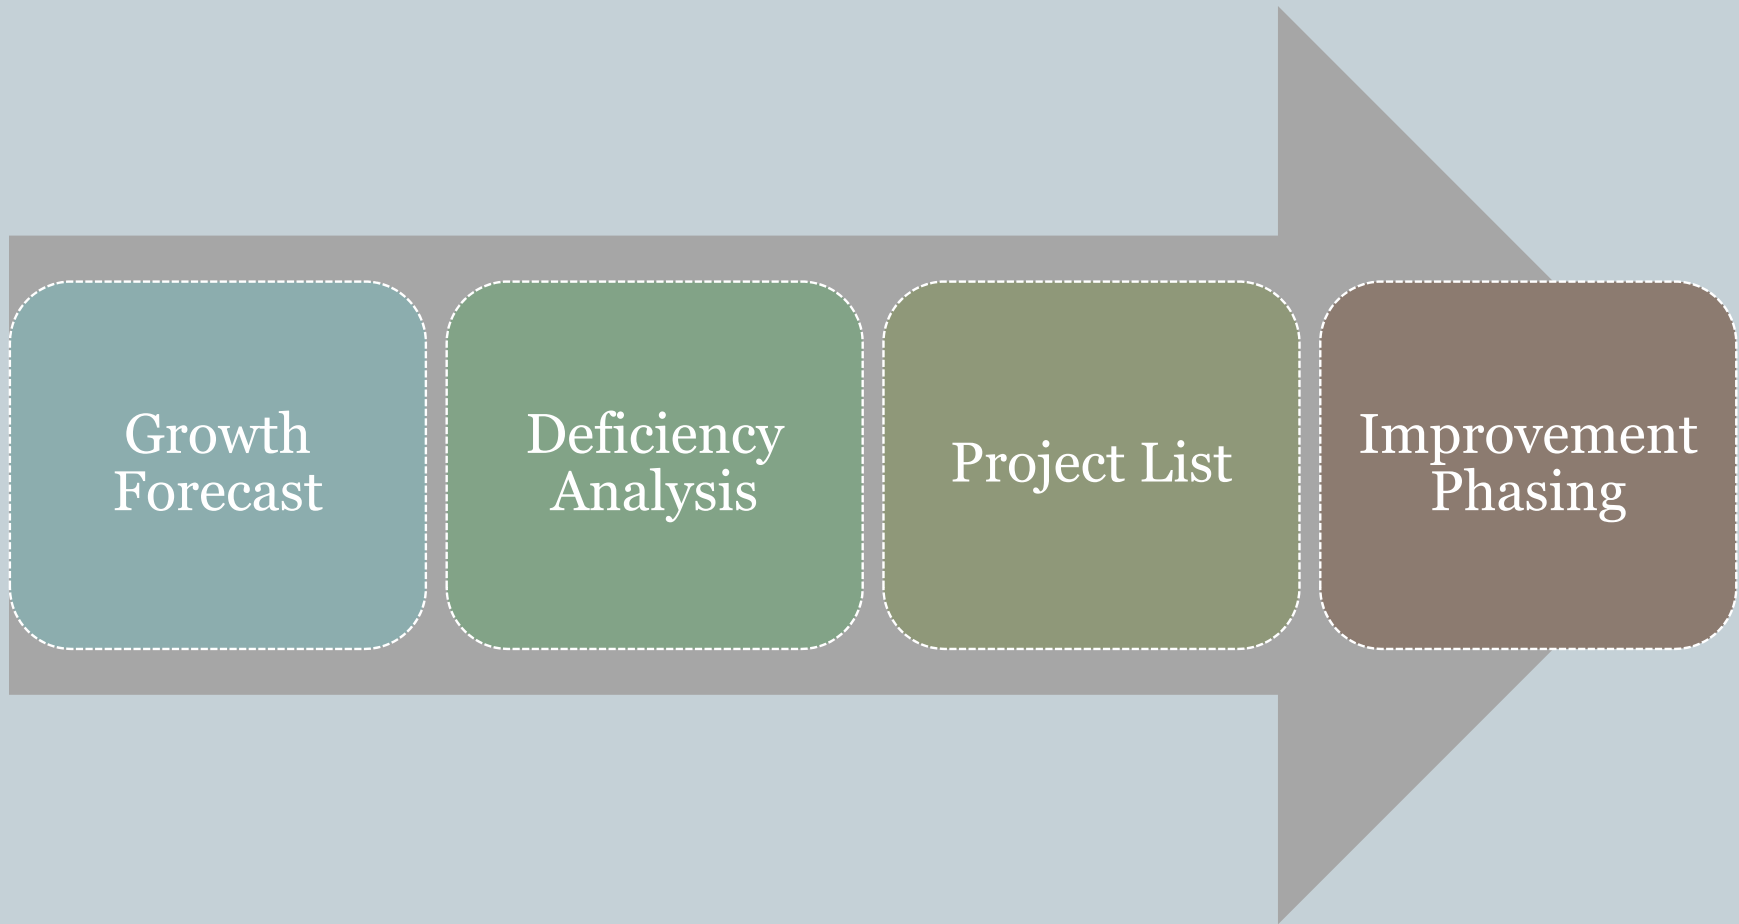 Growth
Forecast
Deficiency
Analysis
Project List
Improvement
Phasing